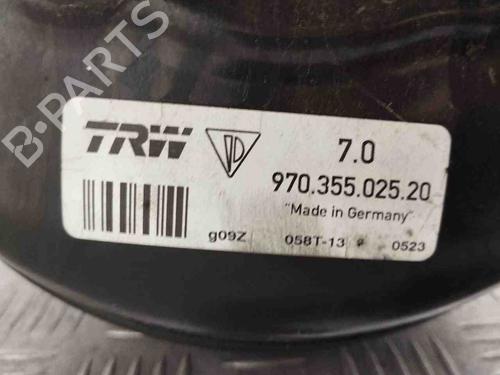 B-PARTS
TRW
7.0
970.355.025.20
"Made in Germany"
g09Z 058T-13 0523